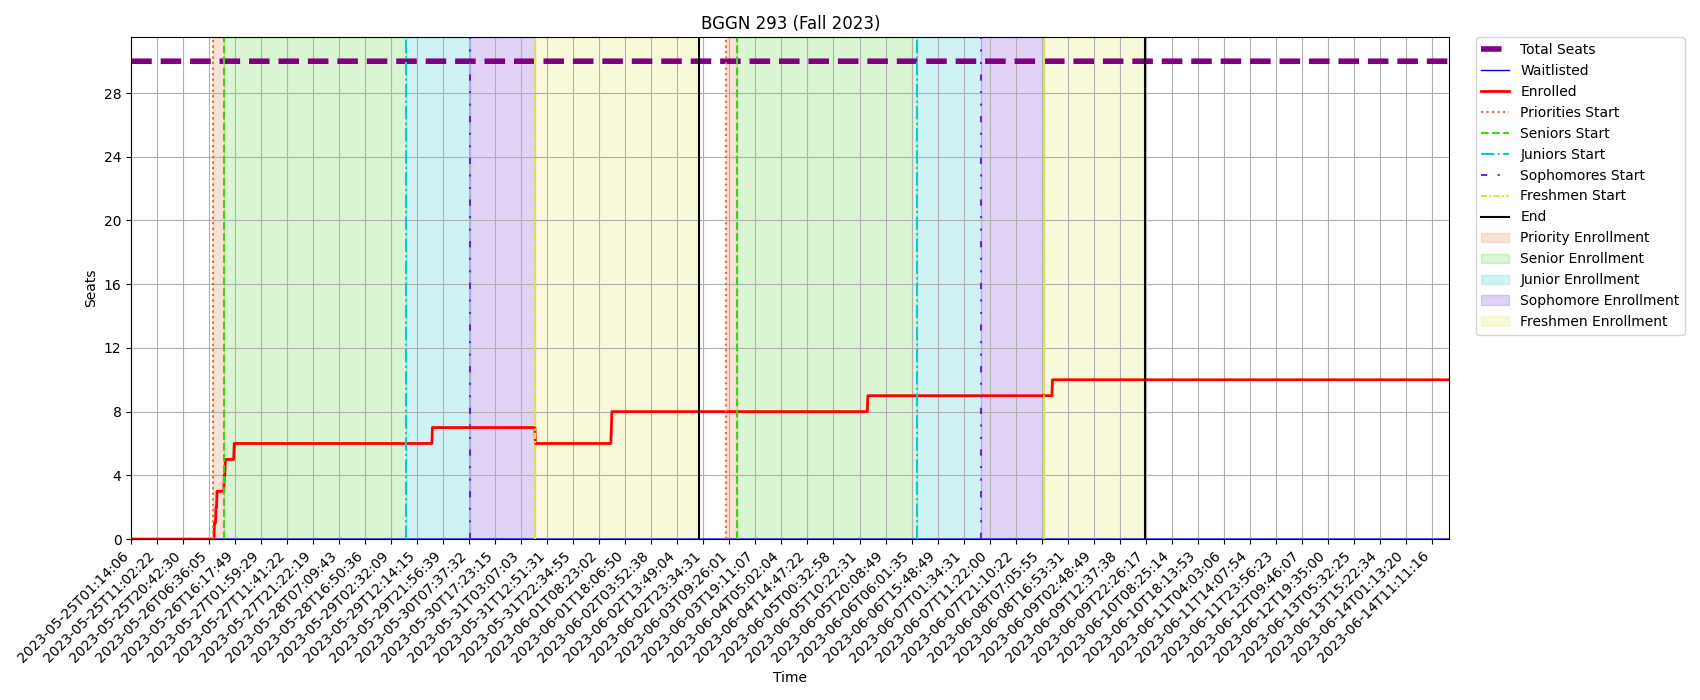 BGGN 293 (Fall 2023)
Seats
28
24
20
16
12
8
4
0
2023-05-25T01:14:06
2023-05-25T11:02:22
2023-05-25T20:42:30
2023-05-26T06:36:05
2023-05-26T16:17:49
2023-05-27T01:59:29
2023-05-27T11:41:22
2023-05-27T21:22:19
2023-05-28T07:09:43
2023-05-28T16:50:36
2023-05-29T02:32:09
2023-05-29T12:14:15
2023-05-29T21:56:39
2023-05-30T07:37:32
2023-05-30T17:23:15
2023-05-31T03:07:03
2023-05-31T12:51:31
2023-05-31T22:34:55
2023-06-01T08:23:02
2023-06-01T18:06:50
2023-06-02T03:52:38
2023-06-02T13:49:04
2023-06-02T23:34:31
2023-06-03T09:26:01
2023-06-03T19:11:07
2023-06-04T05:02:04
2023-06-04T14:47:22
2023-06-05T00:32:58
2023-06-05T10:22:31
2023-06-05T20:08:49
2023-06-06T06:01:35
2023-06-06T15:48:49
2023-06-07T01:34:31
2023-06-07T11:22:00
2023-06-07T21:10:22
2023-06-08T07:05:55
2023-06-08T16:53:31
2023-06-09T02:48:49
2023-06-09T12:37:38
2023-06-09T22:26:17
2023-06-10T08:25:14
2023-06-10T18:13:53
2023-06-11T04:03:06
2023-06-11T14:07:54
2023-06-11T23:56:23
2023-06-12T09:46:07
2023-06-12T19:35:00
2023-06-13T05:32:25
2023-06-13T15:22:34
2023-06-14T01:13:20
2023-06-14T11:11:16
Time
Total Seats
Waitlisted
Enrolled
Priorities Start
Seniors Start
Juniors Start
Sophomores Start
Freshmen Start
End
Priority Enrollment
Senior Enrollment
Junior Enrollment
Sophomore Enrollment
Freshmen Enrollment